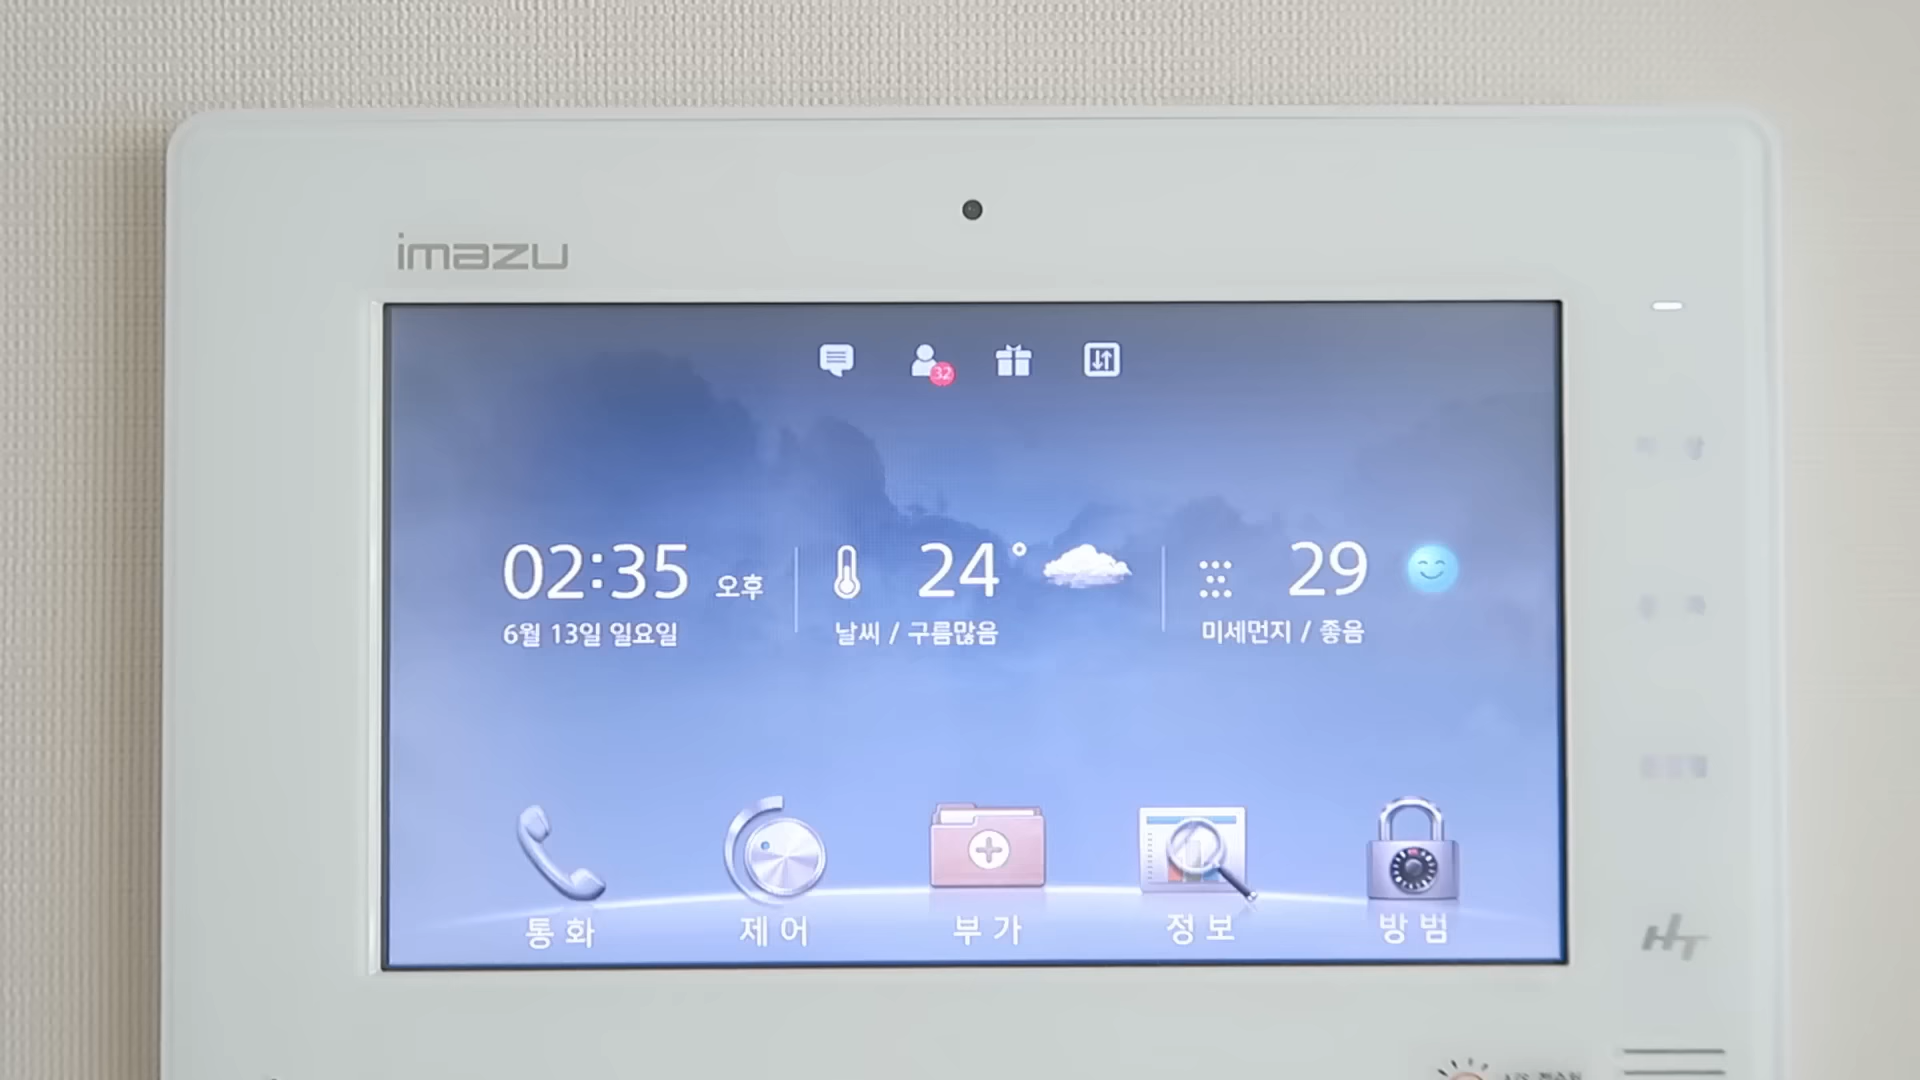 imazu
32
02:35 오후
6월 13일 일요일
24°
날씨 / 구름많음
29
미세먼지 / 좋음
통화
제어
부가
정보
방범
HT